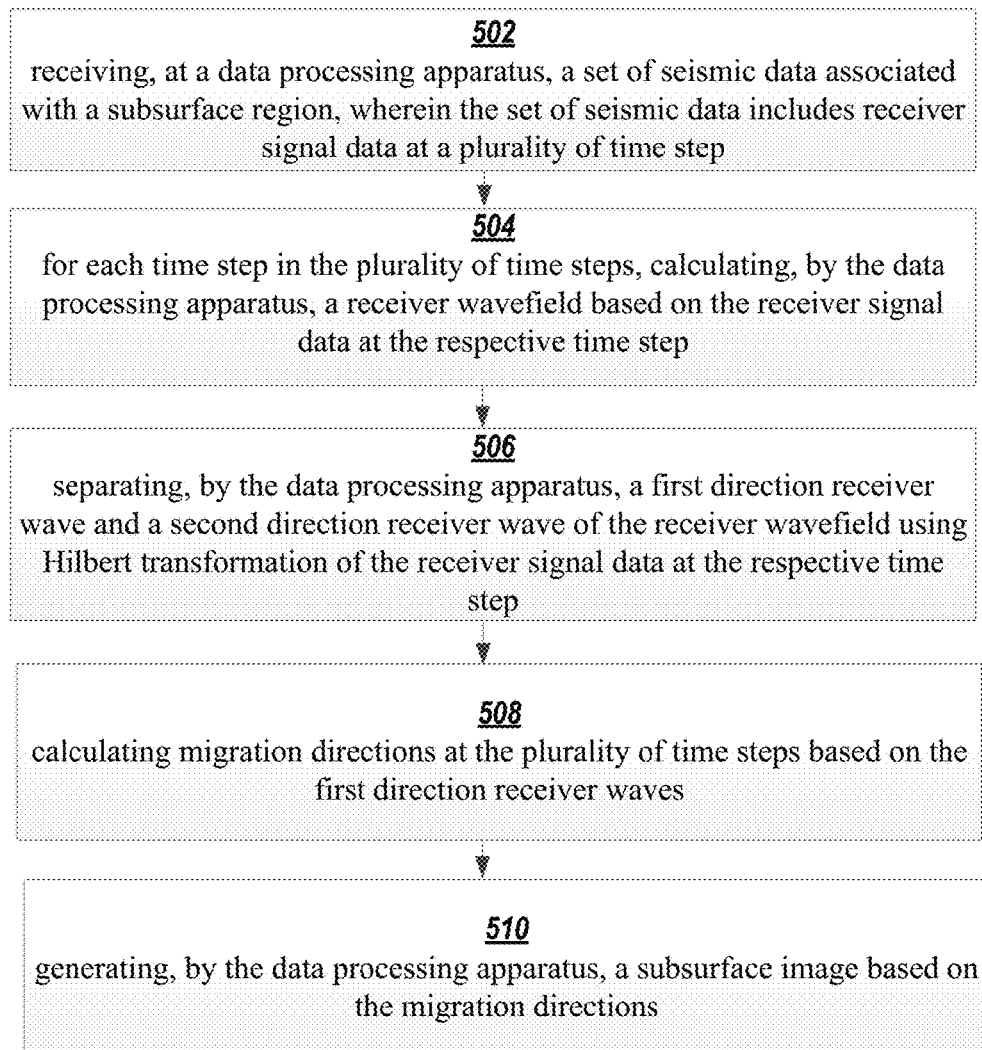 502
receiving, at a data processing apparatus, a set of seismic data associated
with a subsurface region, wherein the set of seismic data includes receiver
signal data at a plurality of time step
504
for each time step in the plurality of time steps, calculating, by the data
processing apparatus, a receiver wavefield based on the receiver signal
data at the respective time step
506
separating, by the data processing apparatus, a first direction receiver
wave and a second direction receiver wave of the receiver wavefield using
Hilbert transformation of the receiver signal data at the respective time
step
508
calculating migration directions at the plurality of time steps based on the
first direction receiver waves
510
generating, by the data processing apparatus, a subsurface image based on
the migration directions